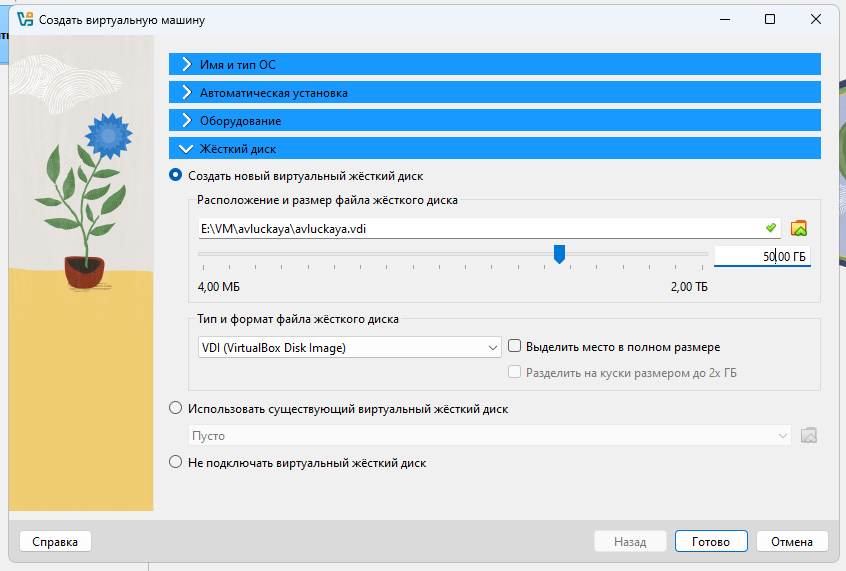 Создать виртуальную машину
Имя и тип ОС
Автоматическая установка
Оборудование
Жёсткий диск
Создать новый виртуальный жёсткий диск
Расположение и размер файла жёсткого диска
E:\VM\avluckaya\avluckaya.vdi
50,00 ГБ
4,00 МБ
2,00 ТБ
Тип и формат файла жёсткого диска
VDI (VirtualBox Disk Image)
Выделить место в полном размере
Разделить на куски размером до 2х ГБ
Использовать существующий виртуальный жёсткий диск
Пусто
Не подключать виртуальный жёсткий диск
Справка
Назад
Готово
Отмена